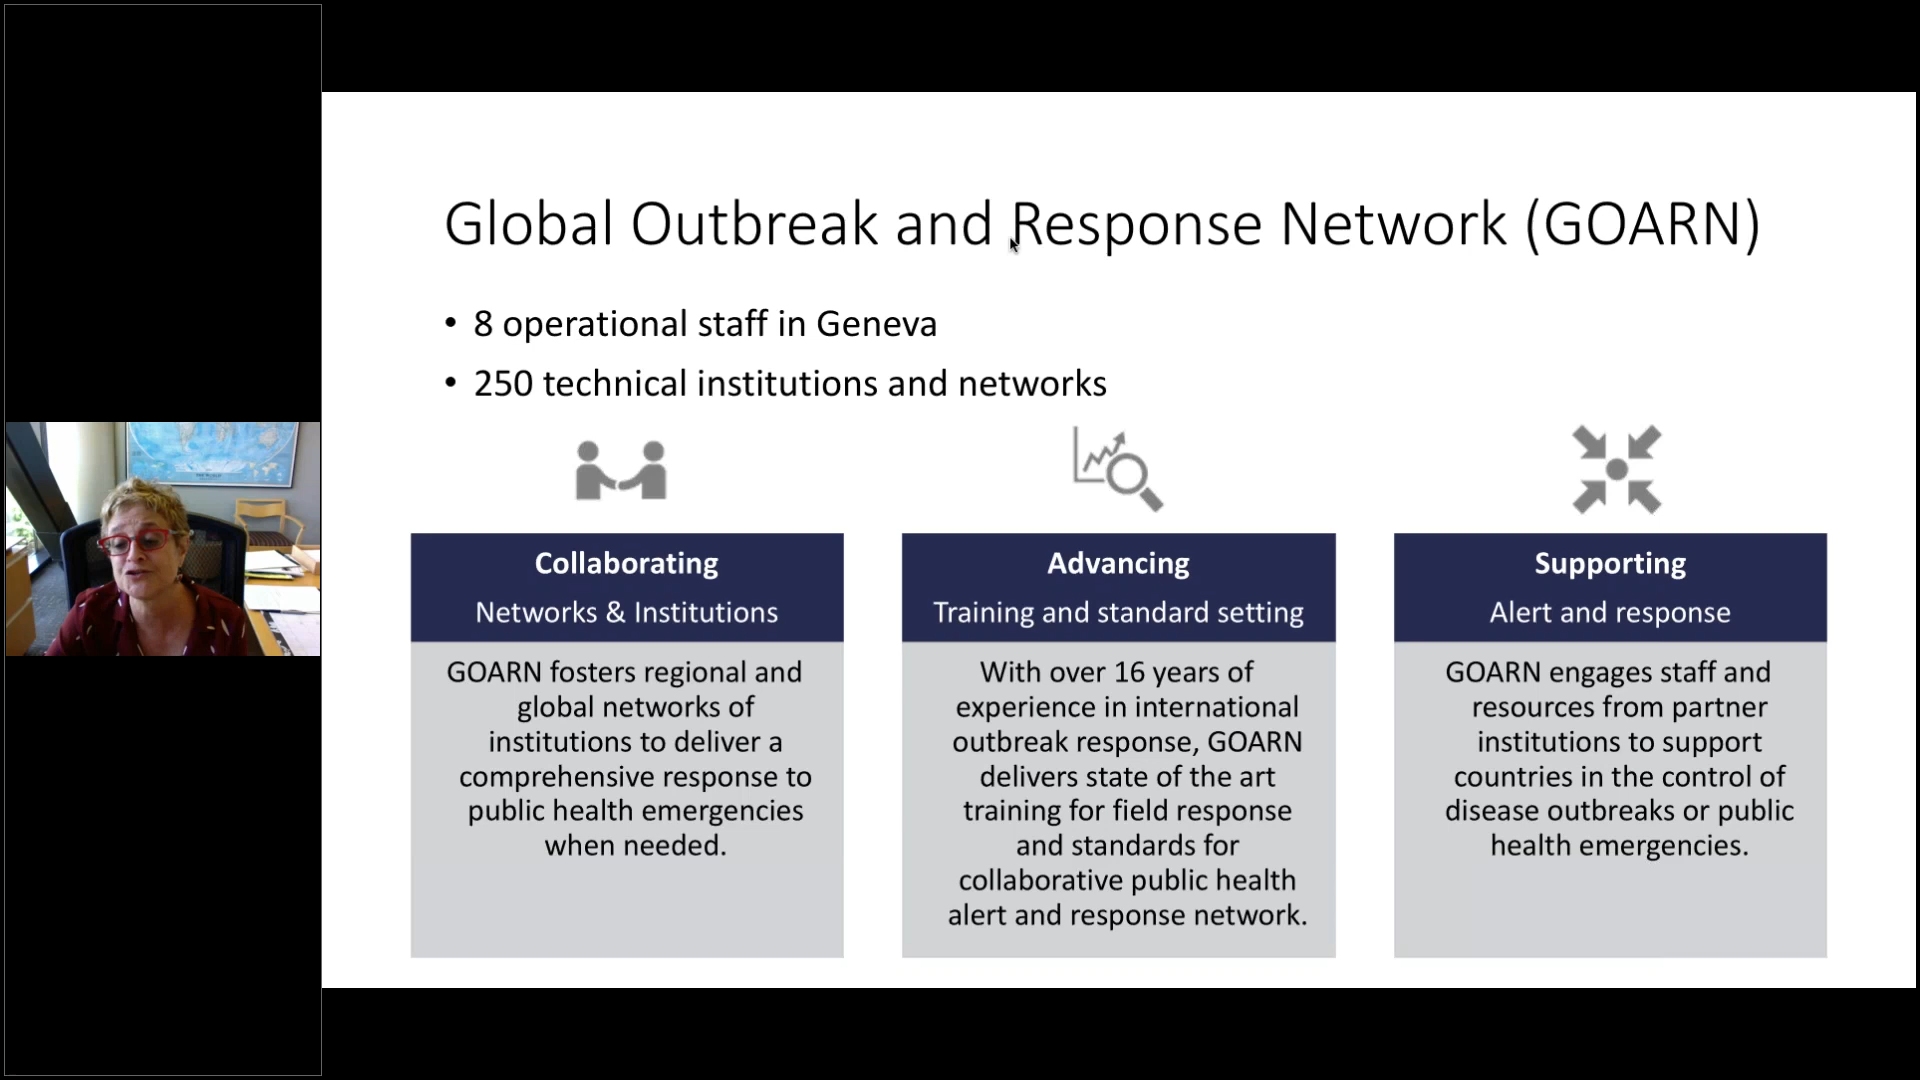 Global Outbreak and Response Network (GOARN)
• 8 operational staff in Geneva
• 250 technical institutions and networks
Collaborating
Networks & Institutions
GOARN fosters regional and
global networks of
institutions to deliver a
comprehensive response to
public health emergencies
when needed.
Advancing
Training and standard setting
With over 16 years of
experience in international
outbreak response, GOARN
delivers state of the art
training for field response
and standards for
collaborative public health
alert and response network.
Supporting
Alert and response
GOARN engages staff and
resources from partner
institutions to support
countries in the control of
disease outbreaks or public
health emergencies.